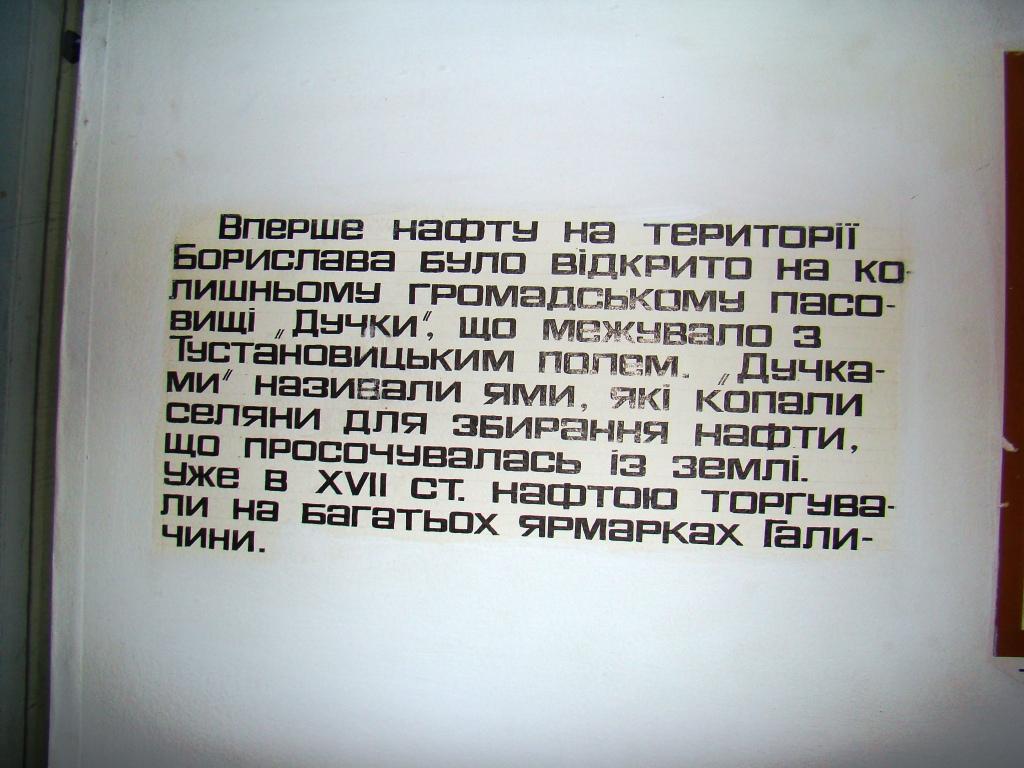 Вперше нафту на території
Борислава було відкрито на ко-
лишньому громадському пасо-
вищі „Дучки“, що межувало з
Тустановицьким полем. „Дучка-
ми“ називали ями, які копали
селяни для збирання нафти,
що просочувалась із землі.
Уже в XVII ст. нафтою торгува-
ли на багатьох ярмарках Гали-
чини.